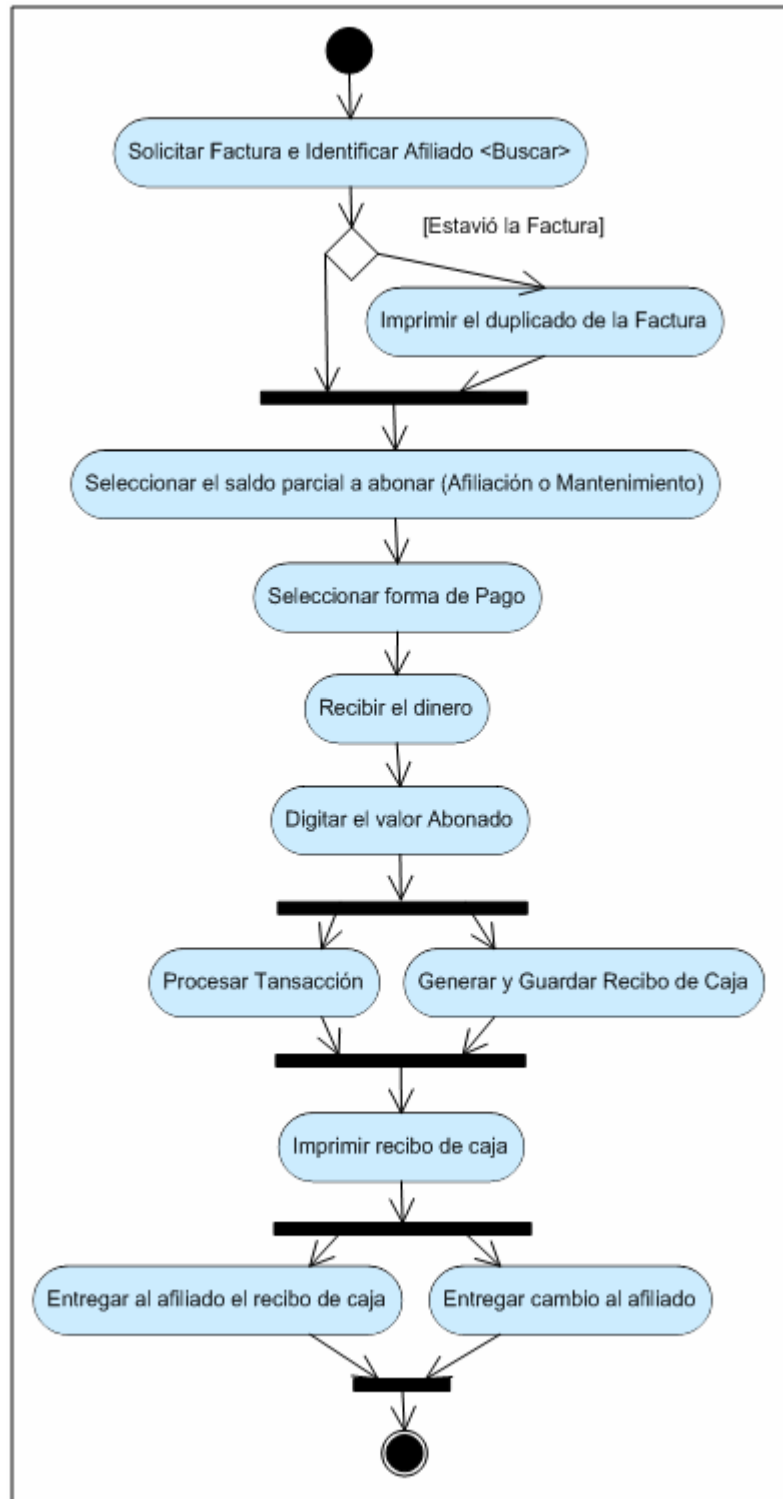 Solicitar Factura e Identificar Afiliado <Buscar>
[Estavió la Factura]
Imprimir el duplicado de la Factura
Seleccionar el saldo parcial a abonar (Afiliación o Mantenimiento)
Seleccionar forma de Pago
Recibir el dinero
Digitar el valor Abonado
Procesar Tansacción
Generar y Guardar Recibo de Caja
Imprimir recibo de caja
Entregar al afiliado el recibo de caja
Entregar cambio al afiliado